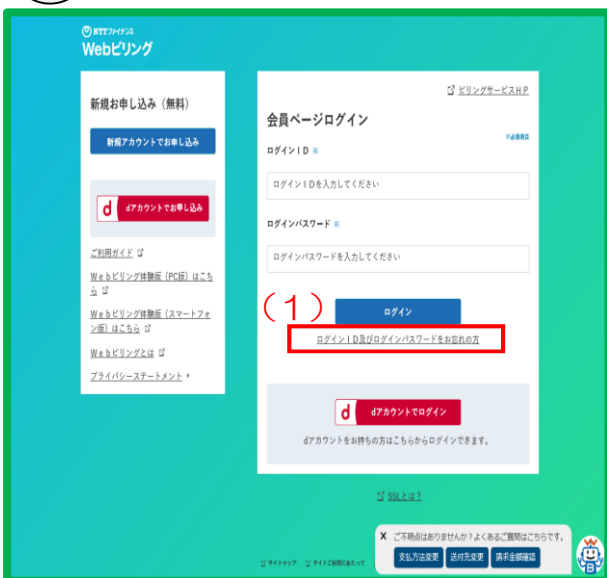 NTTファイナンス
Webビリング
新規お申し込み（無料）
新規アカウントでお申し込み
d dアカウントでお申し込み
ご利用ガイド
Ｗｅｂビリング体験版（PC版）はこち
ら
Ｗｅｂビリング体験版（スマートフォ
ン版）はこちら
Ｗｅｂビリングとは
プライバシーステートメント
ビリングサービスＨＰ
会員ページログイン
※必須項目
ログインＩＤ ※
ログインＩＤを入力してください
ログインパスワード ※
ログインパスワードを入力してください
（１）
ログイン
ログインＩＤ及びログインパスワードをお忘れの方
d dアカウントでログイン
dアカウントをお持ちの方はこちらからログインできます。
SSLとは？
X ご不明点はありませんか？よくあるご質問はこちらです。
支払方法変更 送付先変更 請求金額確認
サイトマップ サイトご利用にあたって
B